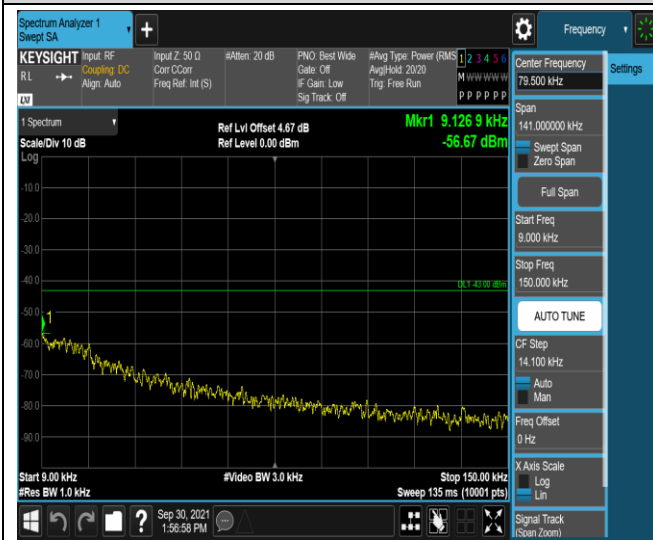 Spectrum Analyzer 1
Swept SA
+
Frequency
KEYSIGHT
RL
LXI
Input: RF
Coupling: DC
Align: Auto
Input Z: 50 Ω
Corr CCorr
Freq Ref: Int (S)
#Atten: 20 dB
PNO: Best Wide
Gate: Off
IF Gain: Low
Sig Track: Off
#Avg Type: Power (RMS
Avg|Hold: 20/20
Trig: Free Run
1 2 3 4 5 6
M W W W W W
P P P P P P
1 Spectrum
Scale/Div 10 dB
Log
Ref Lvl Offset 4.67 dB
Ref Level 0.00 dBm
Mkr1 9.126 9 kHz
-56.67 dBm
-10.0
-20.0
-30.0
-40.0
DL1 -43.00 dBm
-50.0
1
-60.0
-70.0
-80.0
-90.0
Start 9.00 kHz
#Res BW 1.0 kHz
#Video BW 3.0 kHz
Stop 150.00 kHz
Sweep 135 ms (10001 pts)
?
Sep 30, 2021
1:56:58 PM
Center Frequency
79.500 kHz
Settings
Span
141.000000 kHz
Swept Span
Zero Span
Full Span
Start Freq
9.000 kHz
Stop Freq
150.000 kHz
AUTO TUNE
CF Step
14.100 kHz
Auto
Man
Freq Offset
0 Hz
X Axis Scale
Log
Lin
Signal Track
(Span Zoom)